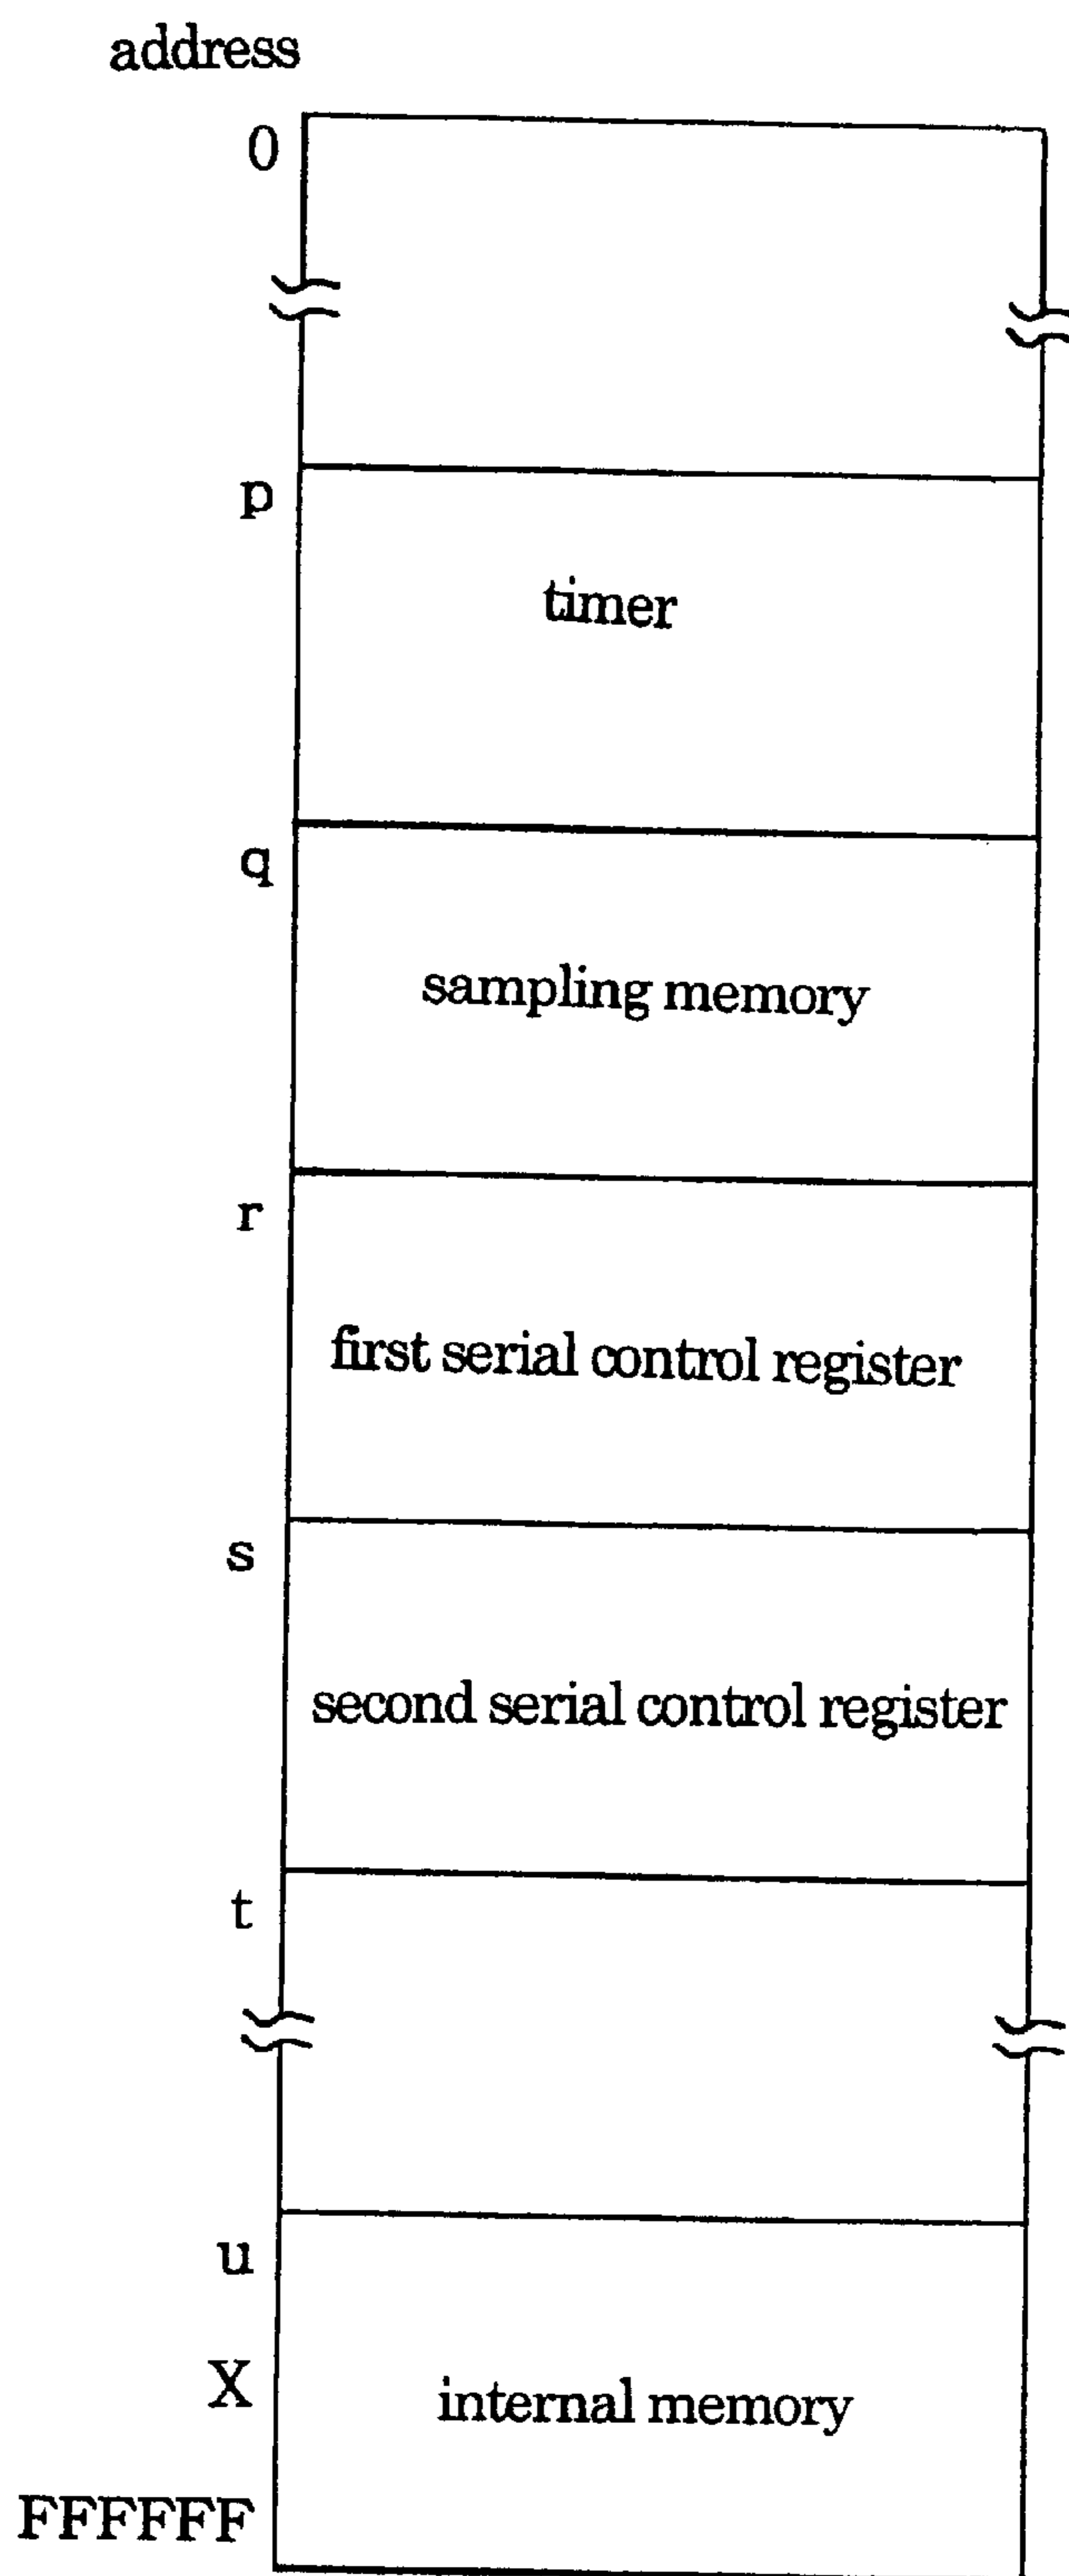 address
0
p
timer
q
sampling memory
r
first serial control register
s
second serial control register
t
u
X
internal memory
FFFFFF